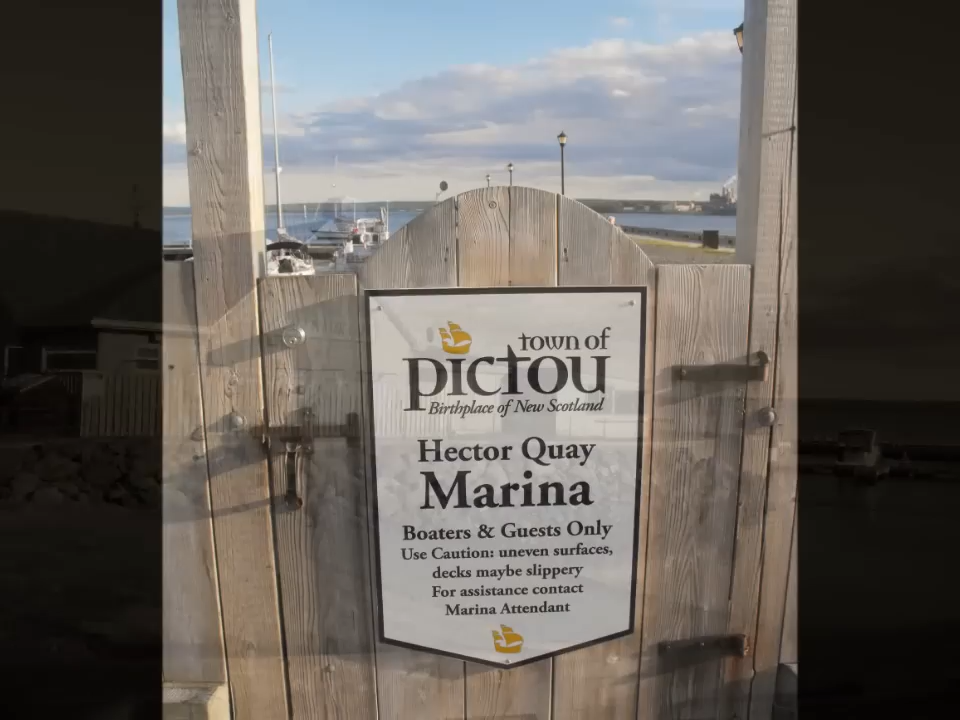 town of
pictou
Birthplace of New Scotland
Hector Quay
Marina
Boaters & Guests Only
Use Caution: uneven surfaces,
decks maybe slippery
For assistance contact
Marina Attendant